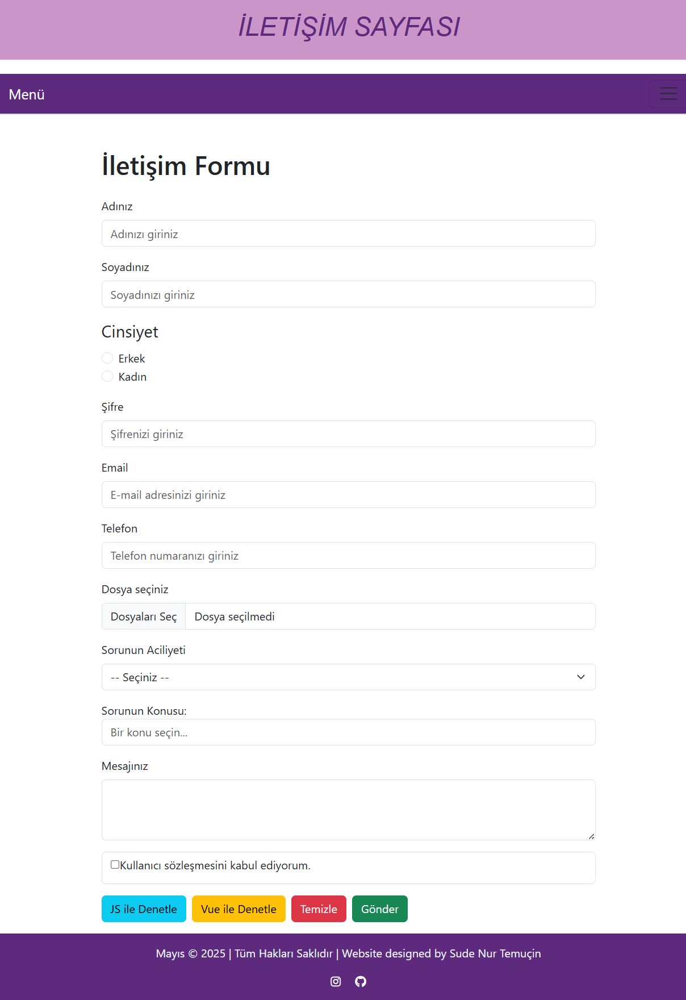 İLETİŞİM SAYFASI
Menü
İletişim Formu
Adınız
Adınızı giriniz
Soyadınız
Soyadınızı giriniz
Cinsiyet
Erkek
Kadın
Şifre
Şifrenizi giriniz
Email
E-mail adresinizi giriniz
Telefon
Telefon numaranızı giriniz
Dosya seçiniz
Dosyaları Seç Dosya seçilmedi
Sorunun Aciliyeti
-- Seçiniz --
Sorunun Konusu:
Bir konu seçin...
Mesajınız
Kullanıcı sözleşmesini kabul ediyorum.
JS ile Denetle Vue ile Denetle Temizle Gönder
Mayıs © 2025 | Tüm Hakları Saklıdır | Website designed by Sude Nur Temuçin